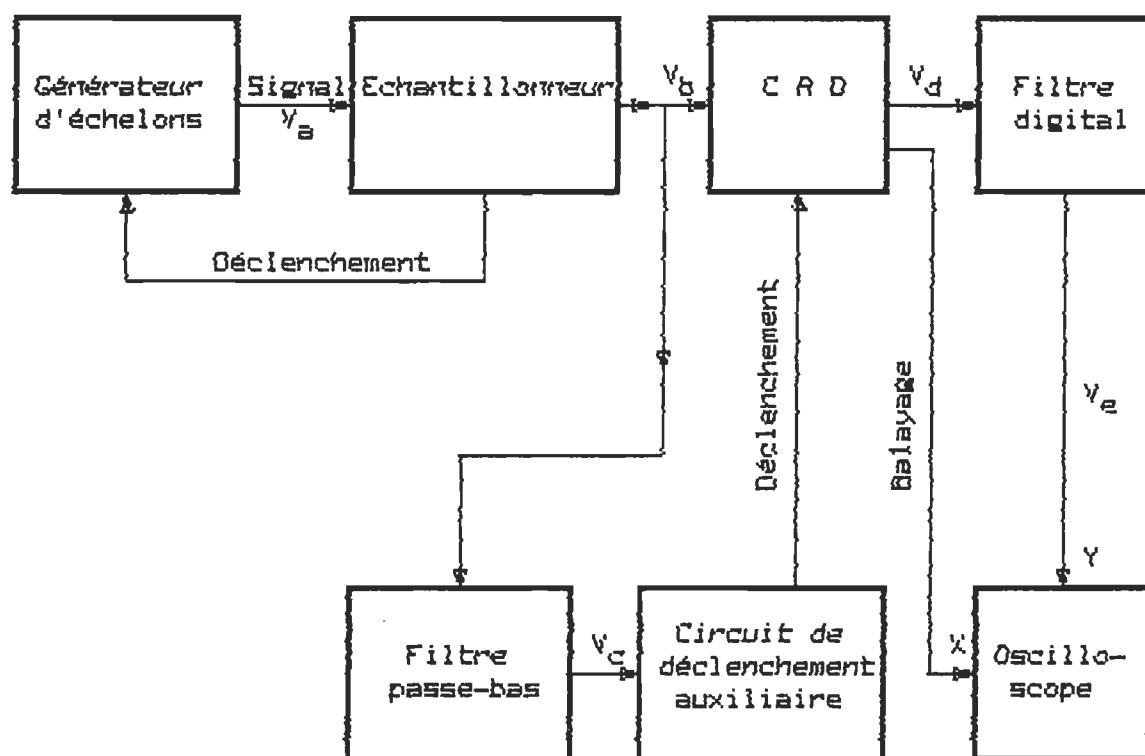 Générateur
d'échelons
Signal
Va
Echantillonneur
Vb
C A D
Vd
Filtre
digital
Déclenchement
Déclenchement
Balayage
Ve
Filtre
passe-bas
Vc
Circuit de
déclenchement
auxiliaire
X
Y
Oscillo-
scope